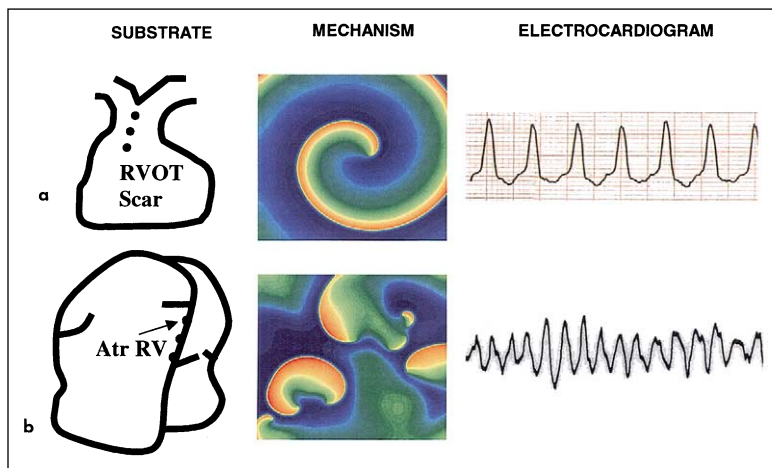 SUBSTRATE MECHANISM ELECTROCARDIOGRAM
RVOT
Scar
a
Atr RV
b